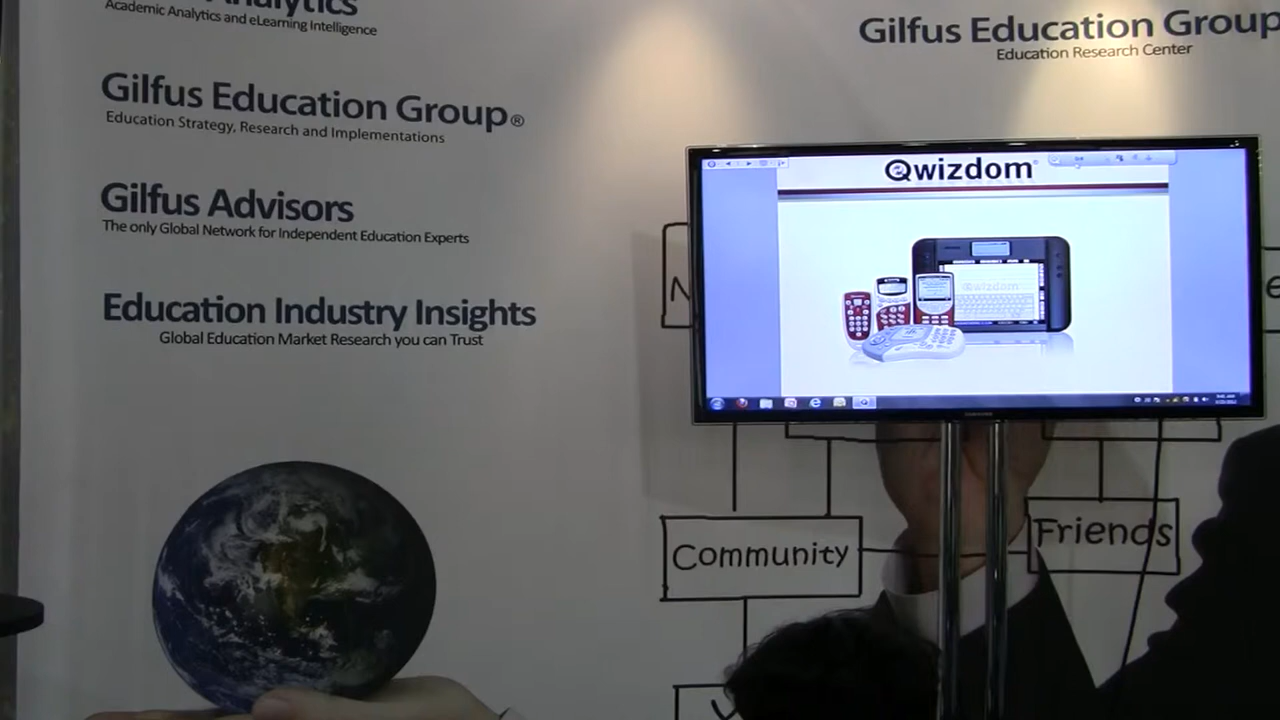 Analytics
Academic Analytics and eLearning Intelligence
Gilfus Education Group®
Education Strategy, Research and Implementations
Gilfus Advisors
The only Global Network for Independent Education Experts
Education Industry Insights
Global Education Market Research you can Trust
Gilfus Education Group
Education Research Center
Qwizdom
Community
Friends